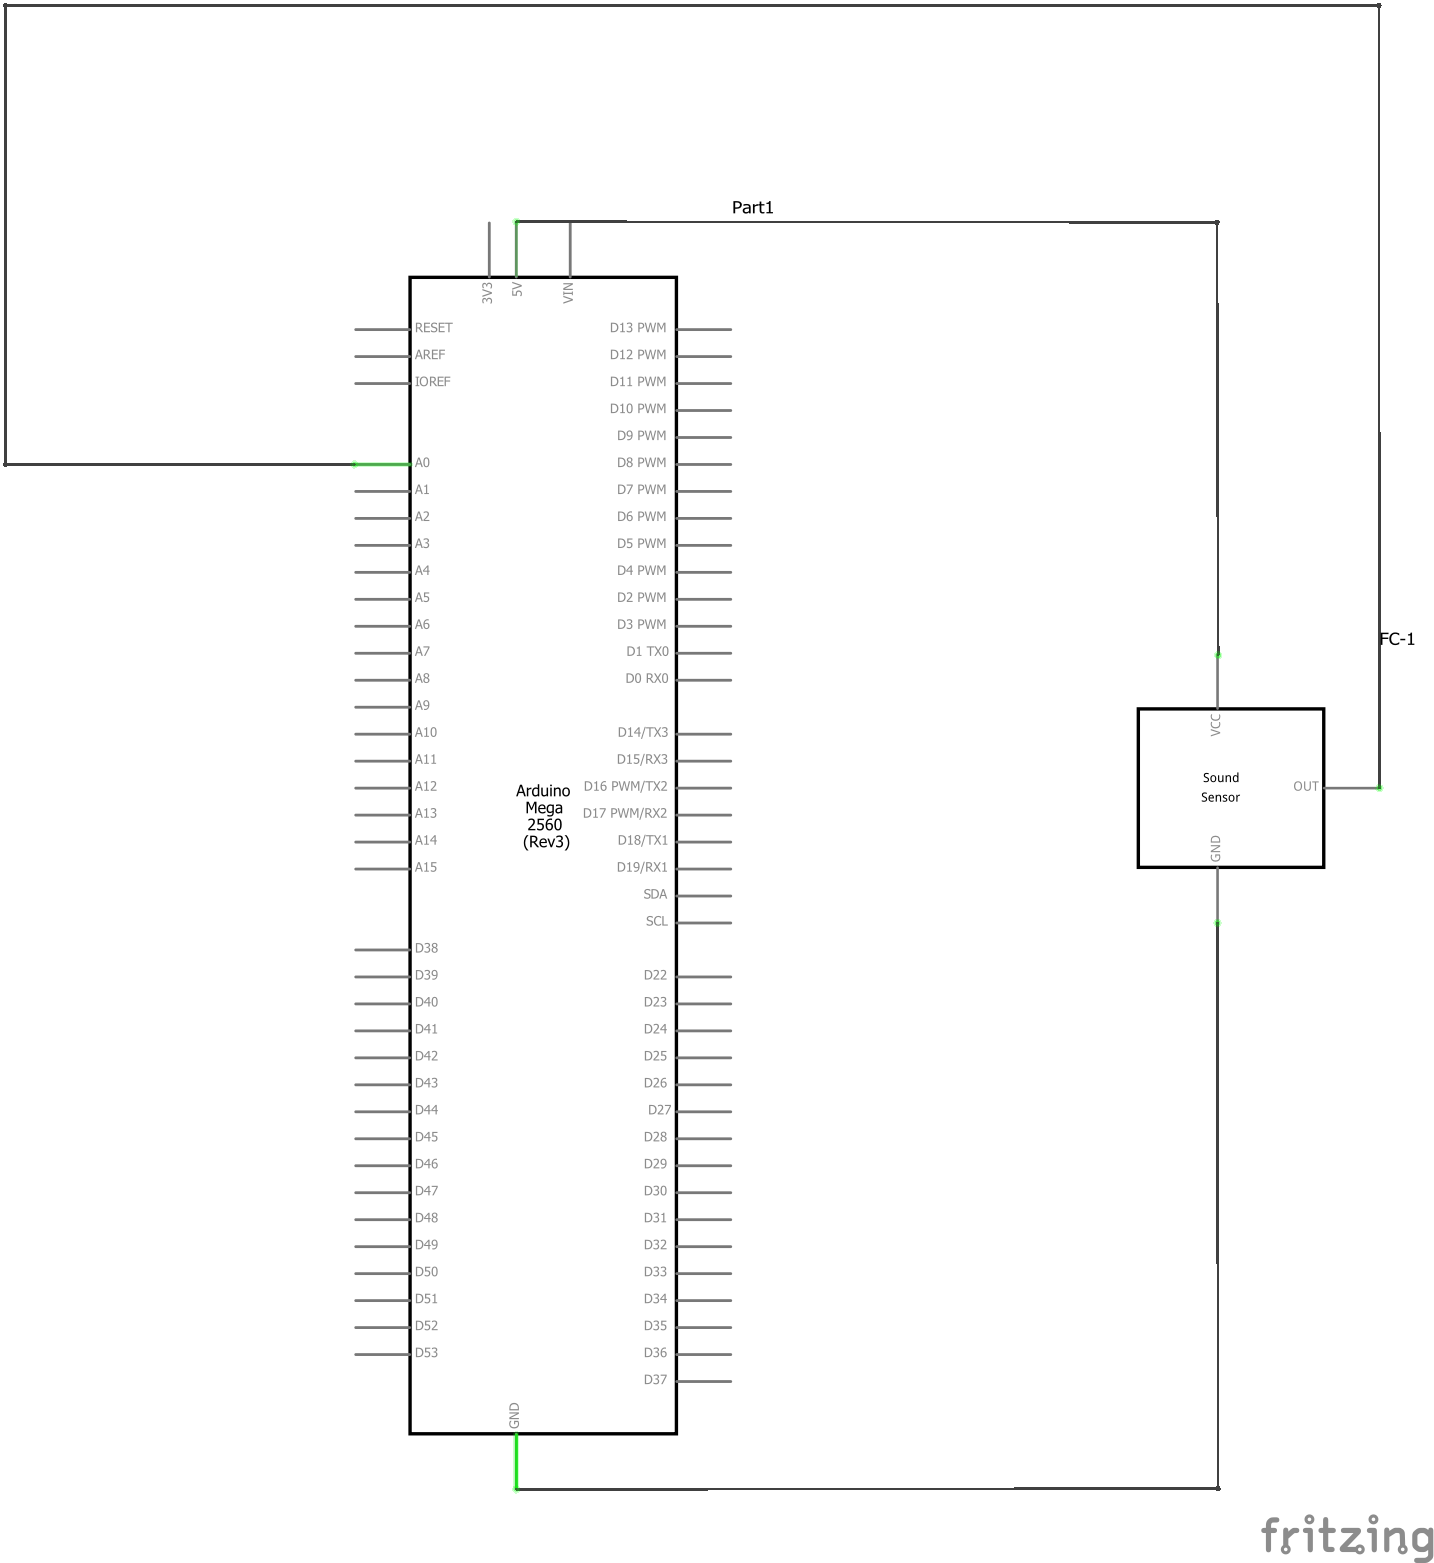 Part1
3V3
5V
VIN
RESET
AREF
IOREF
A0
A1
A2
A3
A4
A5
A6
A7
A8
A9
A10
A11
A12
A13
A14
A15
D38
D39
D40
D41
D42
D43
D44
D45
D46
D47
D48
D49
D50
D51
D52
D53
Arduino
Mega
2560
(Rev3)
D13 PWM
D12 PWM
D11 PWM
D10 PWM
D9 PWM
D8 PWM
D7 PWM
D6 PWM
D5 PWM
D4 PWM
D2 PWM
D3 PWM
D1 TX0
D0 RX0
D14/TX3
D15/RX3
D16 PWM/TX2
D17 PWM/RX2
D18/TX1
D19/RX1
SDA
SCL
D22
D23
D24
D25
D26
D27
D28
D29
D30
D31
D32
D33
D34
D35
D36
D37
GND
FC-1
VCC
Sound
Sensor
OUT
GND
fritzing